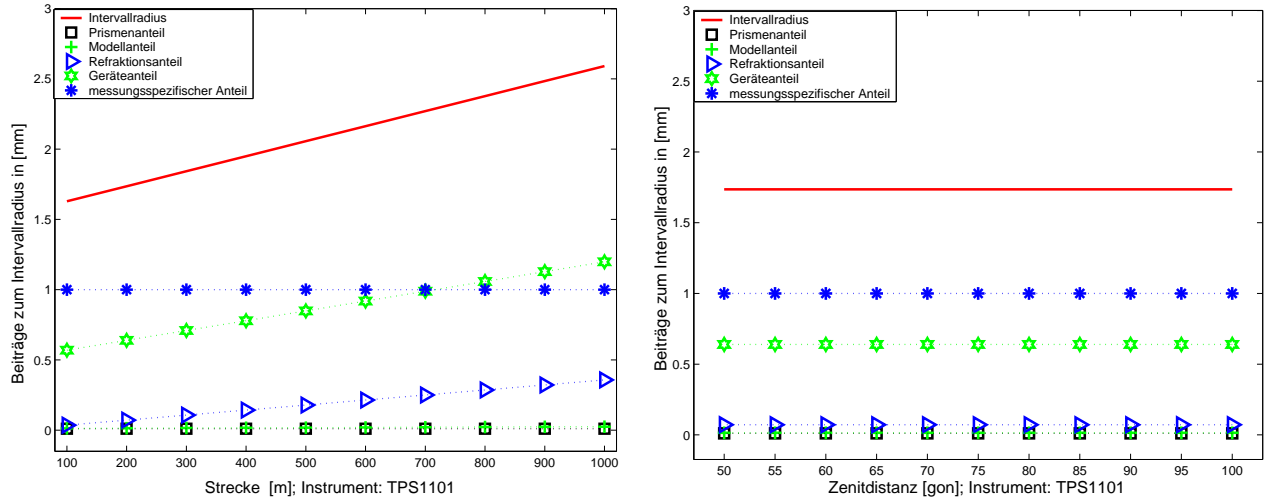 3
2.5
2
1.5
1
0.5
0
Beiträge zum Intervallradius in [mm]
Intervallradius
Prismenanteil
Modellanteil
Refraktionsanteil
Geräteanteil
messungsspezifischer Anteil
100 200 300 400 500 600 700 800 900 1000
Strecke [m]; Instrument: TPS1101
3
2.5
2
1.5
1
0.5
0
Beiträge zum Intervallradius in [mm]
Intervallradius
Prismenanteil
Modellanteil
Refraktionsanteil
Geräteanteil
messungsspezifischer Anteil
50 55 60 65 70 75 80 85 90 95 100
Zenitdistanz [gon]; Instrument: TPS1101